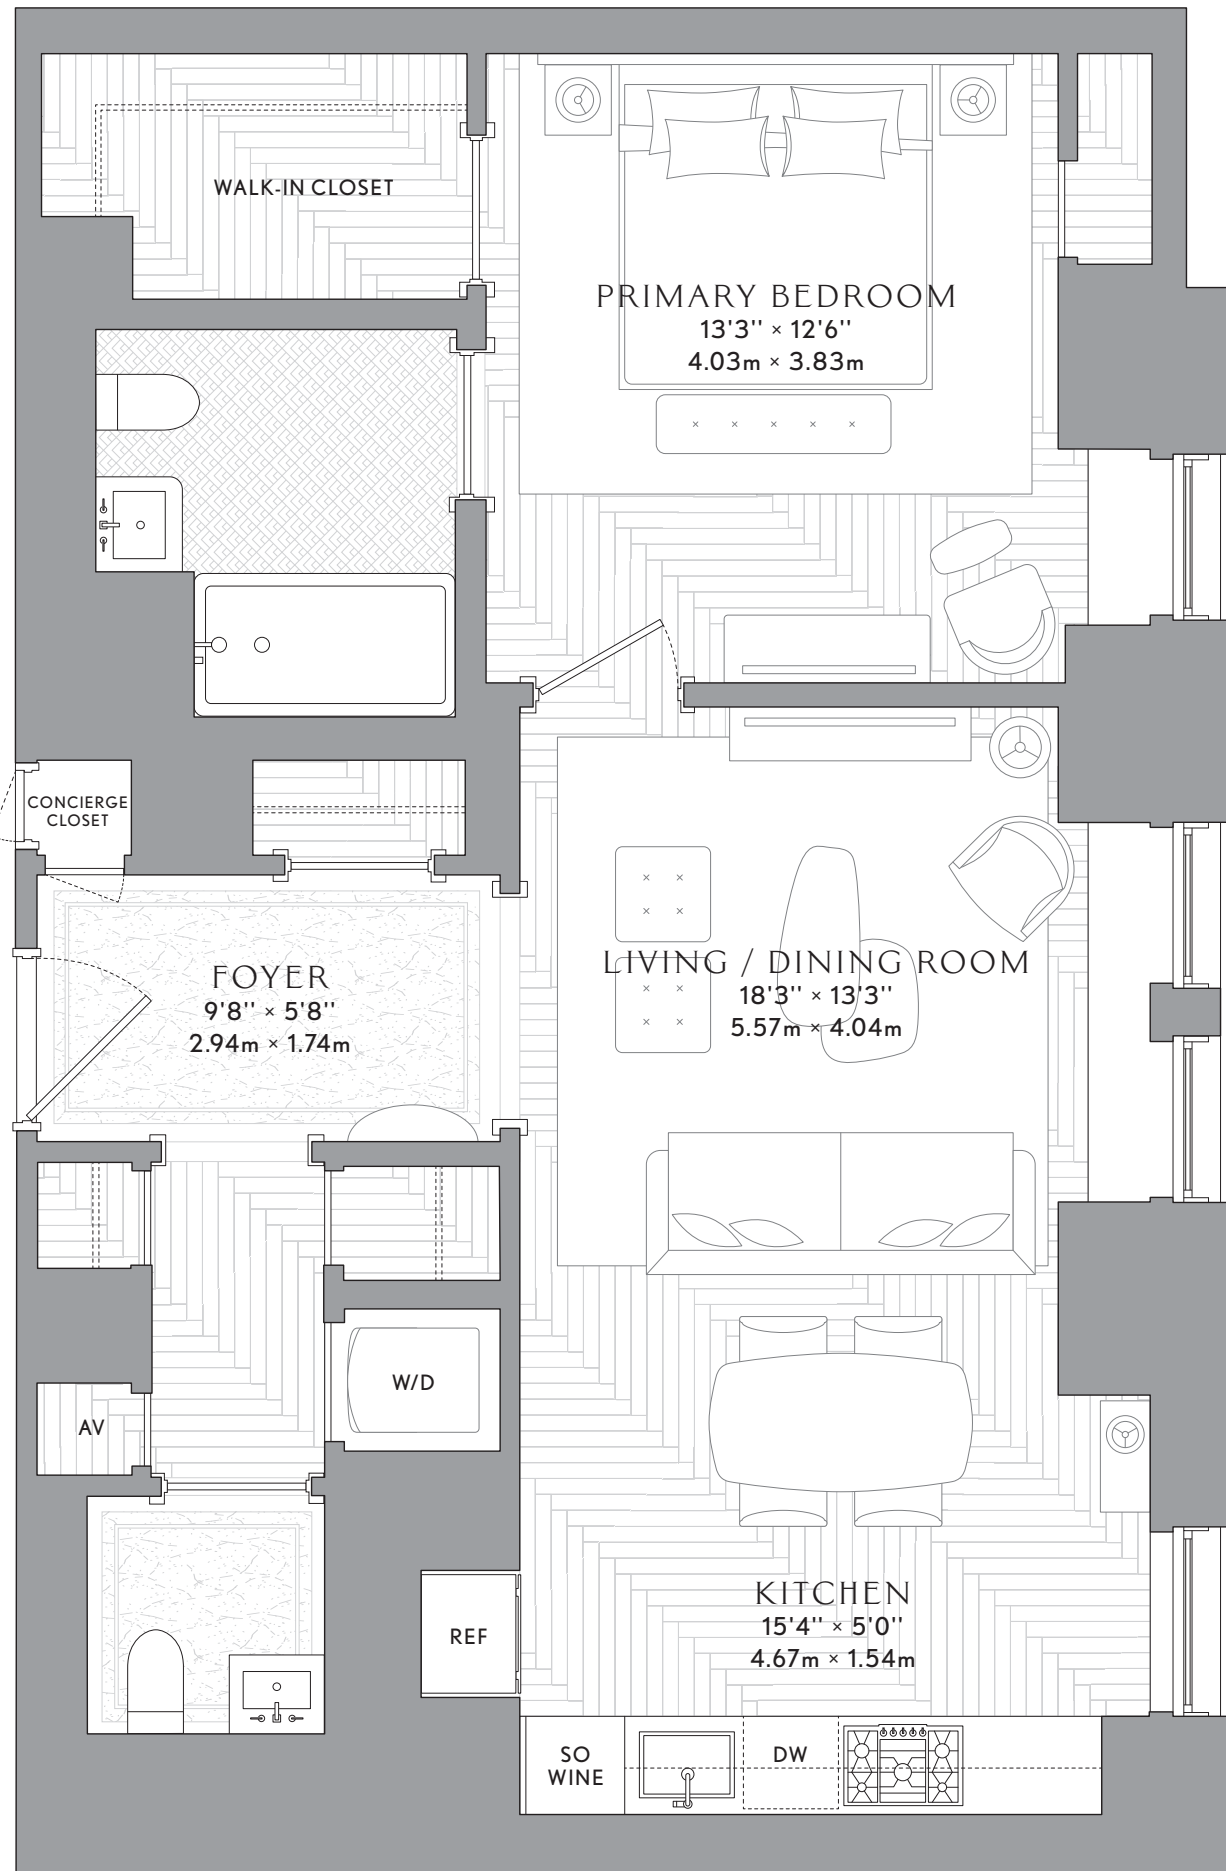 WALK-IN CLOSET
PRIMARY BEDROOM
13'3'' × 12'6''
4.03m × 3.83m
CONCIERGE
CLOSET
FOYER
9'8'' × 5'8''
2.94m × 1.74m
LIVING / DINING ROOM
18'3'' × 13'3''
5.57m × 4.04m
W/D
AV
KITCHEN
15'4'' × 5'0''
4.67m × 1.54m
REF
SO
WINE
DW